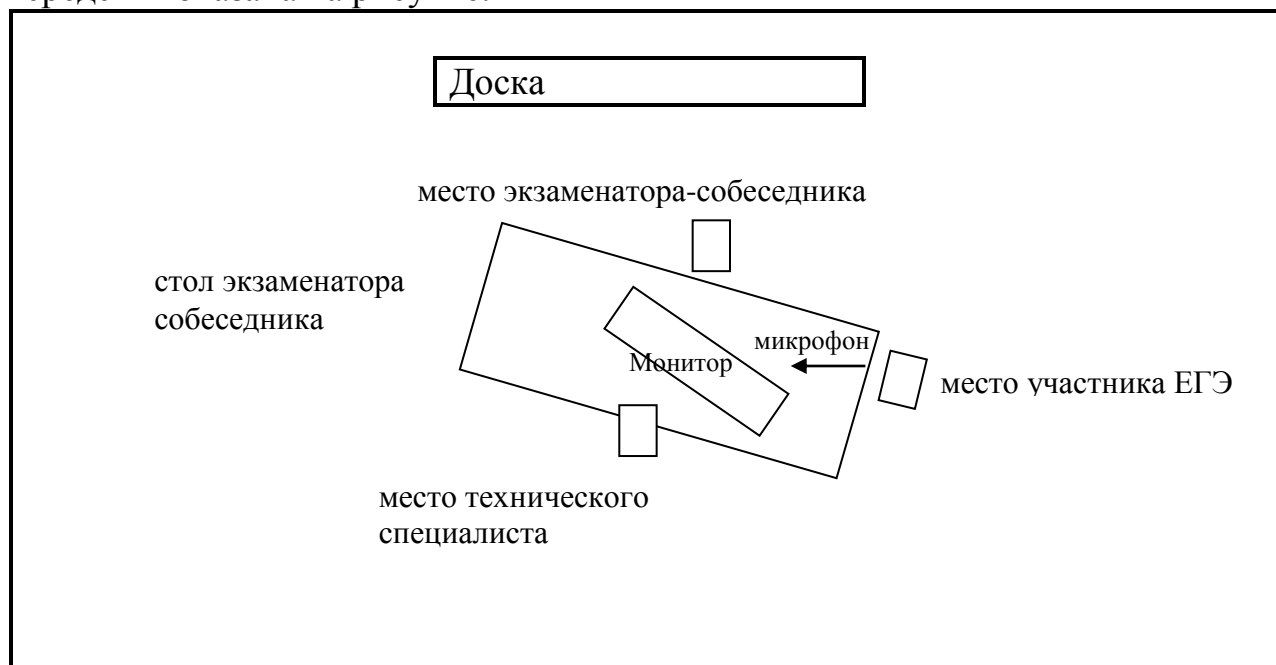 Доска
место экзаменатора-собеседника
стол экзаменатора
собеседника
микрофон
Монитор
место участника ЕГЭ
место технического
специалиста